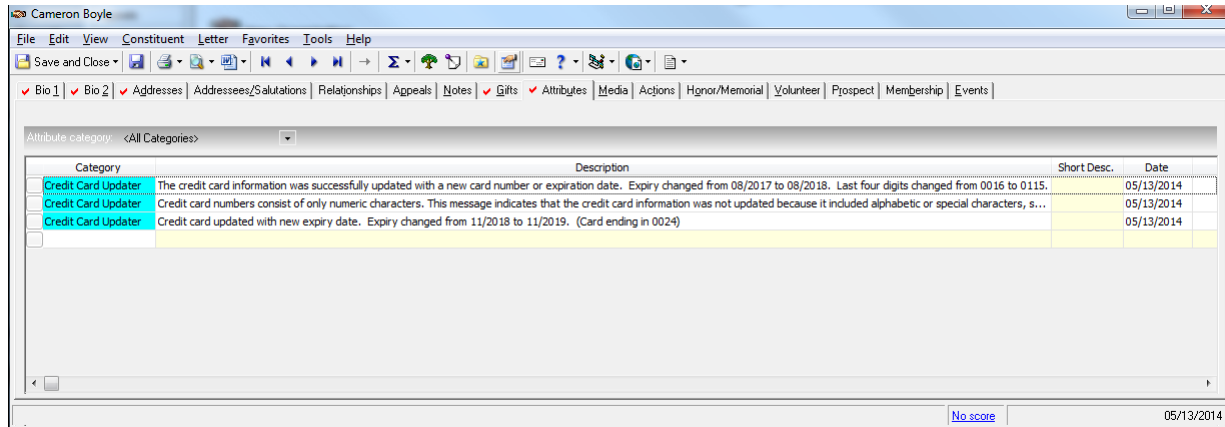 Cameron Boyle
File Edit View Constituent Letter Favorites Tools Help
Save and Close
Bio 1 Bio 2 Addresses Addressees/Salutations Relationships Appeals Notes Gifts Attributes Media Actions Honor/Memorial Volunteer Prospect Membership Events
Attribute category: <All Categories>
Category Description Short Desc. Date
Credit Card Updater The credit card information was successfully updated with a new card number or expiration date. Expiry changed from 08/2017 to 08/2018. Last four digits changed from 0016 to 0115. 05/13/2014
Credit Card Updater Credit card numbers consist of only numeric characters. This message indicates that the credit card information was not updated because it included alphabetic or special characters, s... 05/13/2014
Credit Card Updater Credit card updated with new expiry date. Expiry changed from 11/2018 to 11/2019. (Card ending in 0024) 05/13/2014
No score 05/13/2014